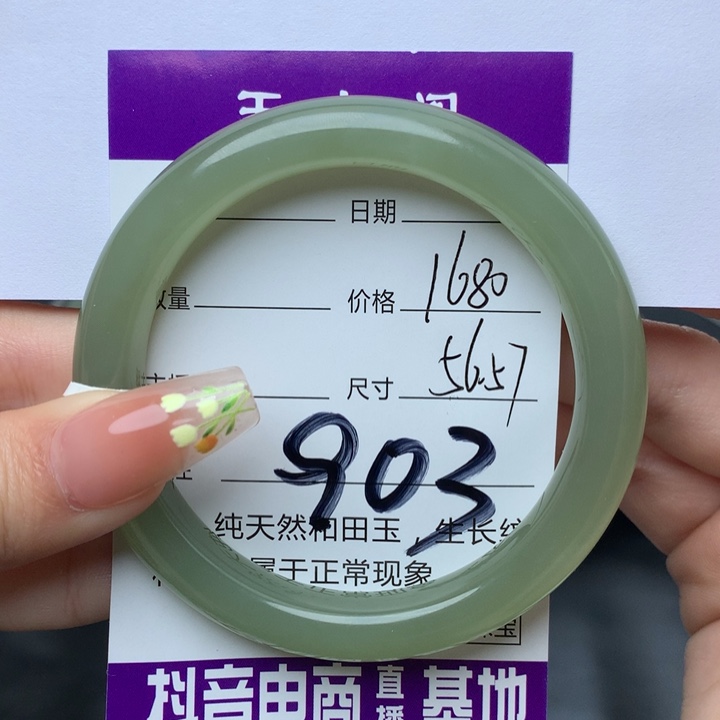 日期
量 价格 1680
尺寸 56.57
903
纯天然和田玉，生长纹
属于正常现象
宝
抖音电商直播基地